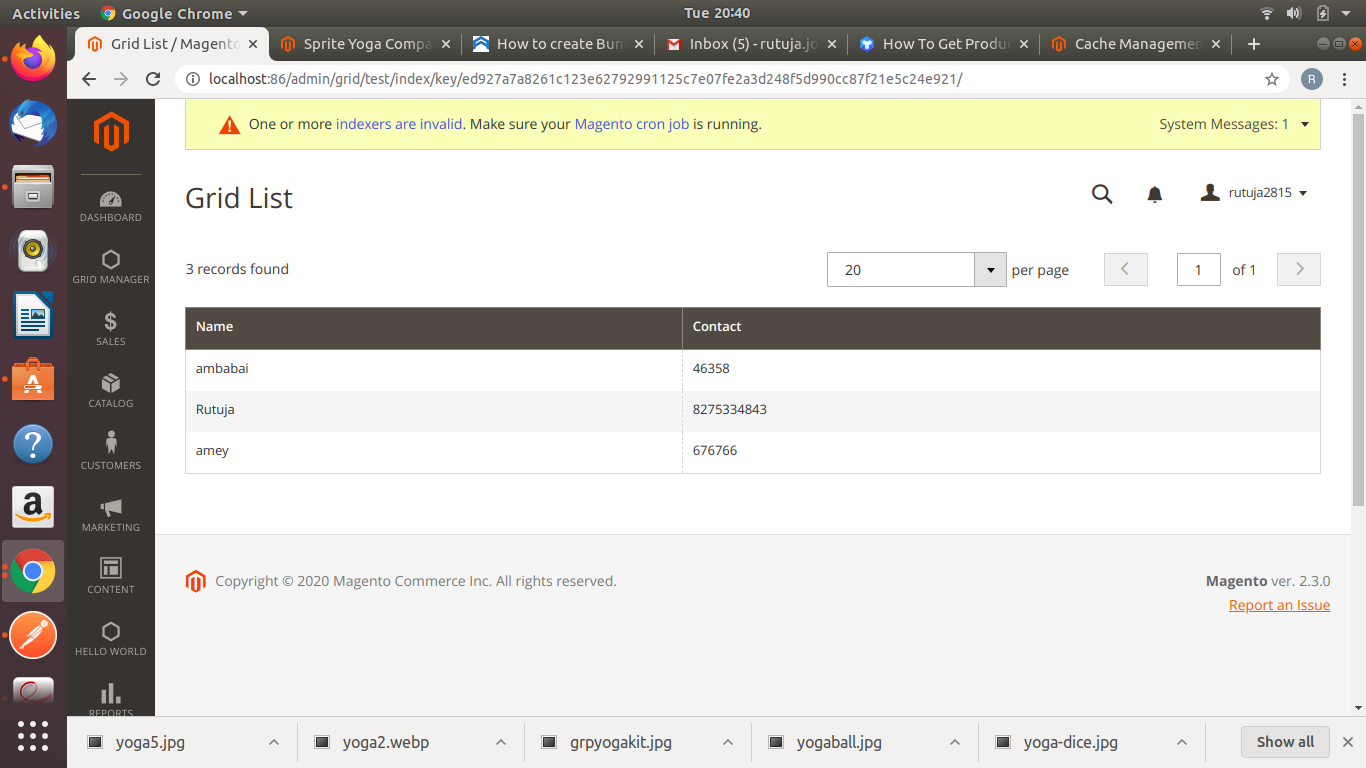 Activities Google Chrome Tue 20:40
Grid List / Magento Sprite Yoga Compa How to create Bun Inbox (5) - rutuja.jo How To Get Produc Cache Managemen
localhost:86/admin/grid/test/index/key/ed927a7a8261c123e62792991125c7e07fe2a3d248f5d990cc87f21e5c24e921/ R
One or more indexers are invalid. Make sure your Magento cron job is running. System Messages: 1
Grid List rutuja2815
3 records found 20 per page 1 of 1
Name Contact
ambabai 46358
Rutuja 8275334843
amey 676766
DASHBOARD
GRID MANAGER
SALES
CATALOG
CUSTOMERS
MARKETING
CONTENT
HELLO WORLD
REPORTS
Copyright © 2020 Magento Commerce Inc. All rights reserved. Magento ver. 2.3.0
Report an Issue
yoga5.jpg yoga2.webp grpyogakit.jpg yogaball.jpg yoga-dice.jpg Show all